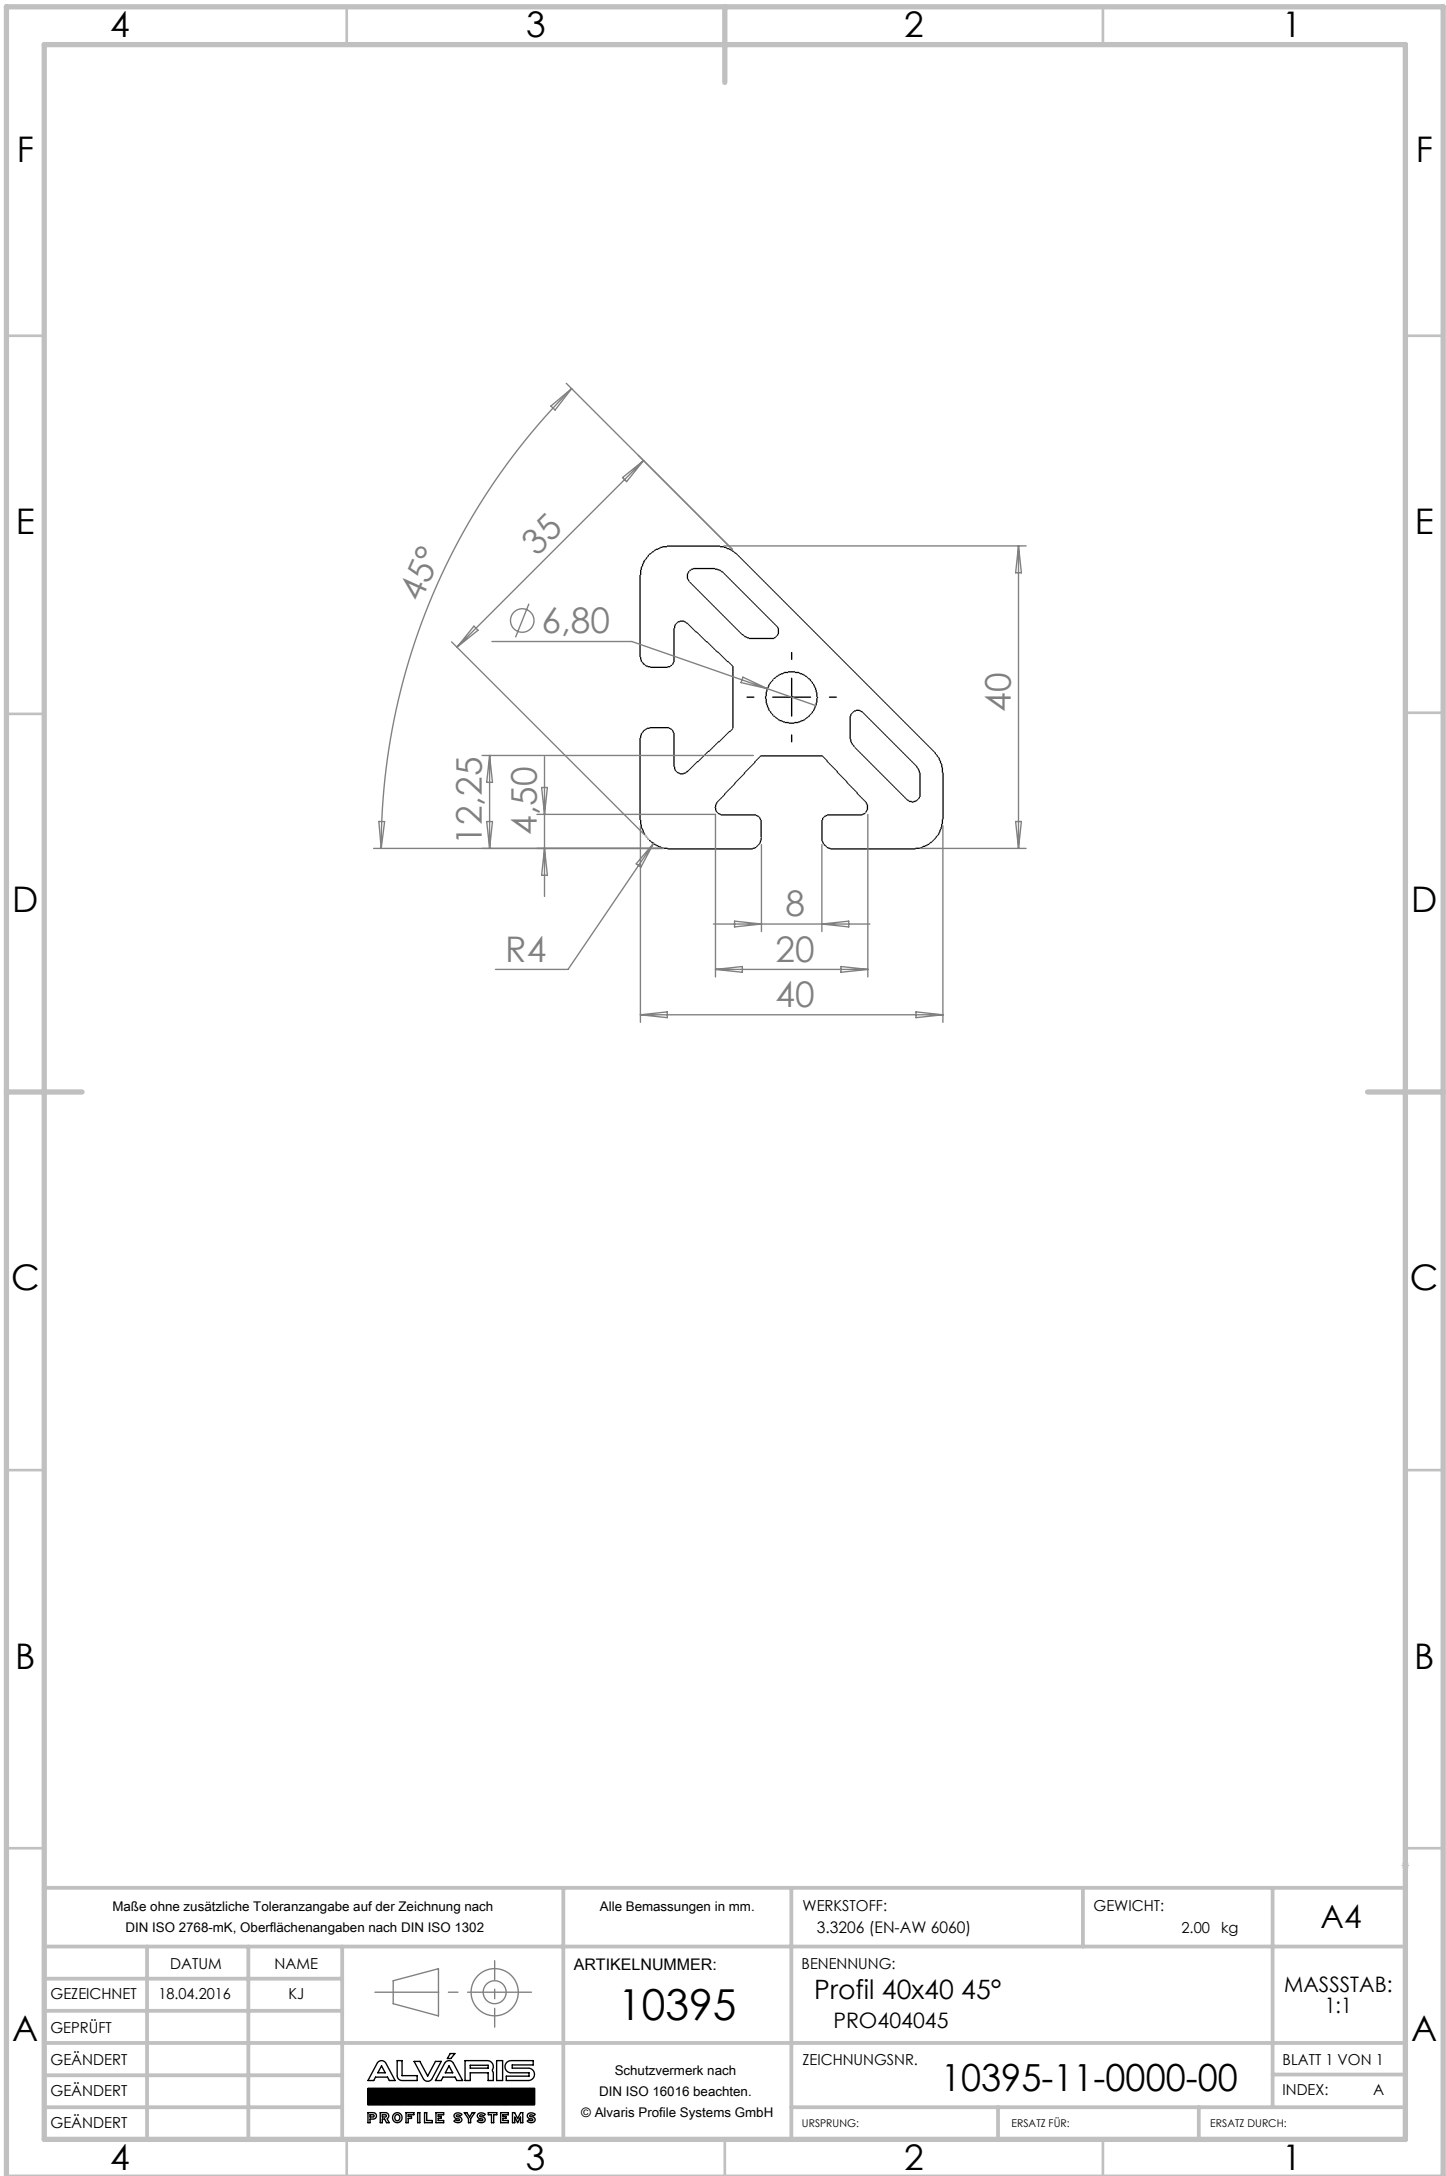 4 3 2 1
F F
E E
D D
C C
B B
A A
45°
35
⌀6,80
40
12,25
4,50
R4
8
20
40
Maße ohne zusätzliche Toleranzangabe auf der Zeichnung nach
DIN ISO 2768-mK, Oberflächenangaben nach DIN ISO 1302
Alle Bemassungen in mm.
WERKSTOFF:
3.3206 (EN-AW 6060)
GEWICHT:
2.00 kg
A4
DATUM NAME
GEZEICHNET 18.04.2016 KJ
GEPRÜFT
GEÄNDERT
GEÄNDERT
GEÄNDERT
ALVÁRIS
PROFILE SYSTEMS
ARTIKELNUMMER:
10395
Schutzvermerk nach
DIN ISO 16016 beachten.
© Alvaris Profile Systems GmbH
BENENNUNG:
Profil 40x40 45°
PRO404045
MASSSTAB:
1:1
ZEICHNUNGSNR. 10395-11-0000-00
BLATT 1 VON 1
INDEX: A
URSPRUNG: ERSATZ FÜR: ERSATZ DURCH:
4 3 2 1